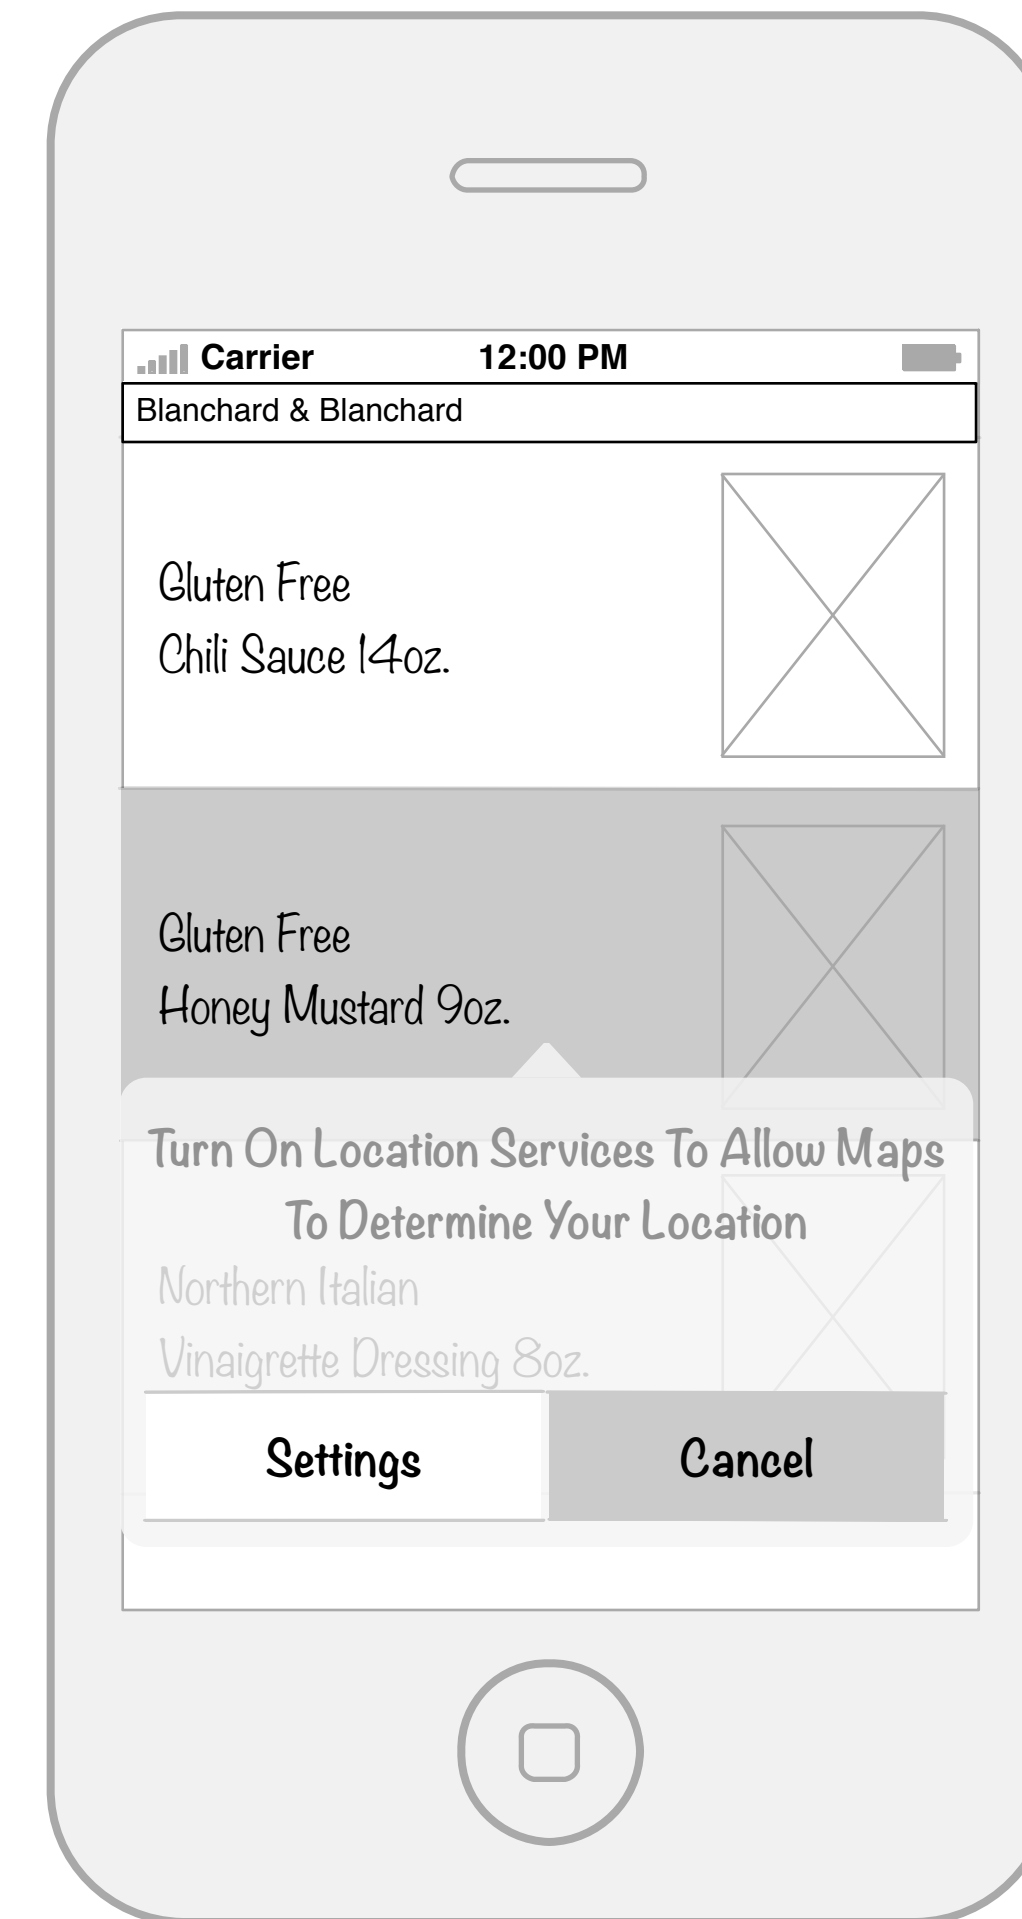 Carrier 12:00 PM
Blanchard & Blanchard
Gluten Free
Chili Sauce 14oz.
Gluten Free
Honey Mustard 9oz.
Turn On Location Services To Allow Maps
To Determine Your Location
Northern Italian
Vinaigrette Dressing 8oz.
Settings Cancel